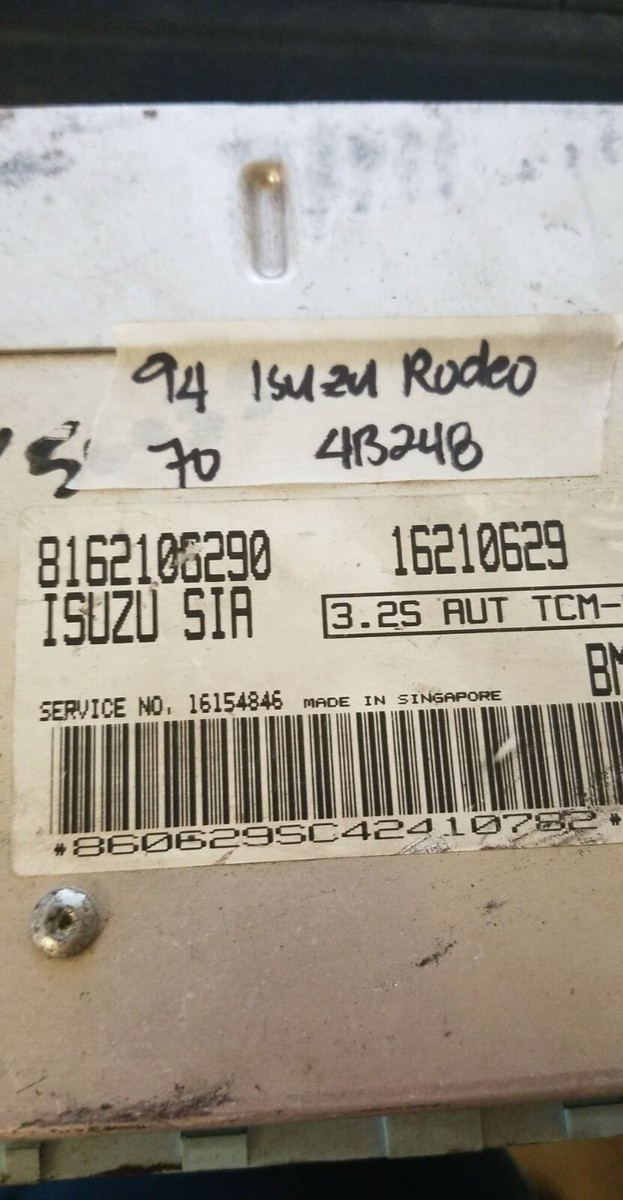 94 Isuzu Rodeo
70 4B24B
8162106290 16210629
ISUZU SIA 3.2S AUT TCM-
BM
SERVICE NO. 16154846 MADE IN SINGAPORE
*860629SC42410782*